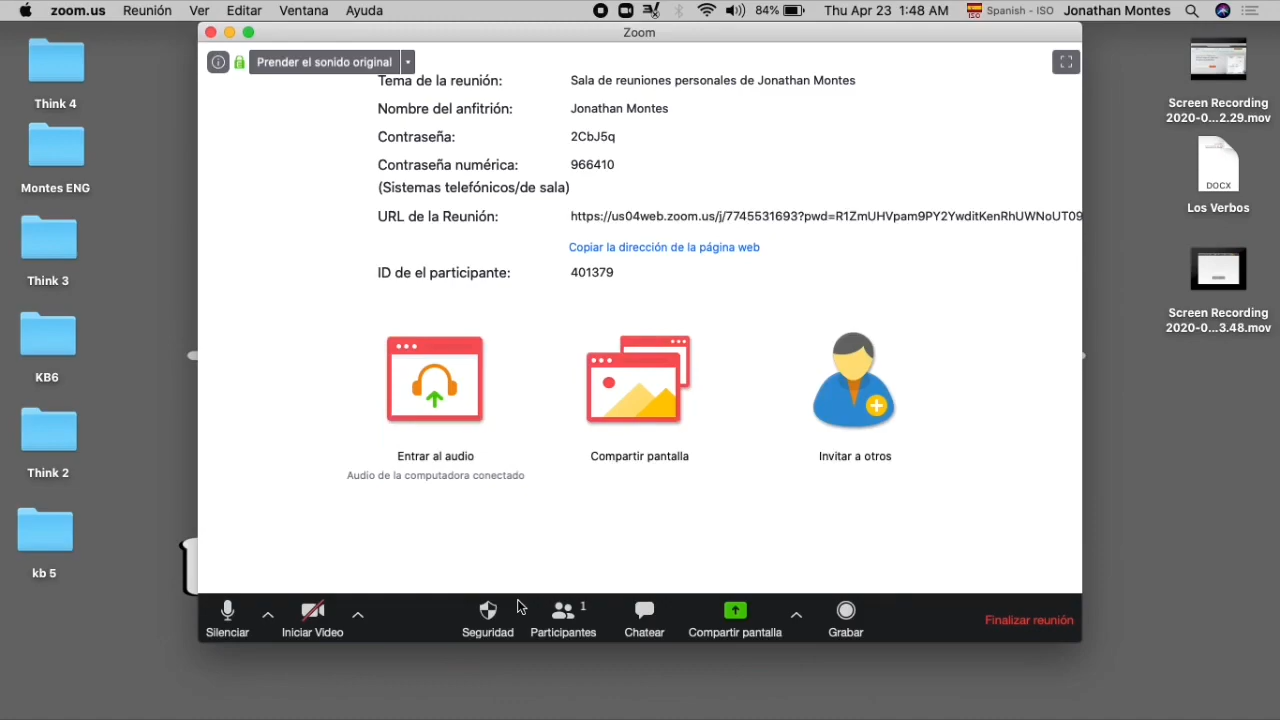 zoom.us Reunión Ver Editar Ventana Ayuda 84% Thu Apr 23 1:48 AM ISO Spanish - ISO Jonathan Montes
Zoom
Prender el sonido original
Tema de la reunión: Sala de reuniones personales de Jonathan Montes
Nombre del anfitrión: Jonathan Montes
Contraseña: 2CbJ5q
Contraseña numérica: 966410
(Sistemas telefónicos/de sala)
URL de la Reunión: https://us04web.zoom.us/j/7745531693?pwd=R1ZmUHVpam9PY2YwditKenRhUWNoUT09
Copiar la dirección de la página web
ID de el participante: 401379
Entrar al audio
Audio de la computadora conectado
Compartir pantalla
Invitar a otros
Silenciar
Iniciar Video
Seguridad
Participantes 1
Chatear
Compartir pantalla
Grabar
Finalizar reunión
Think 4
Montes ENG
Think 3
KB6
Think 2
kb 5
Screen Recording
2020-0...2.29.mov
DOCX
Los Verbos
Screen Recording
2020-0...3.48.mov